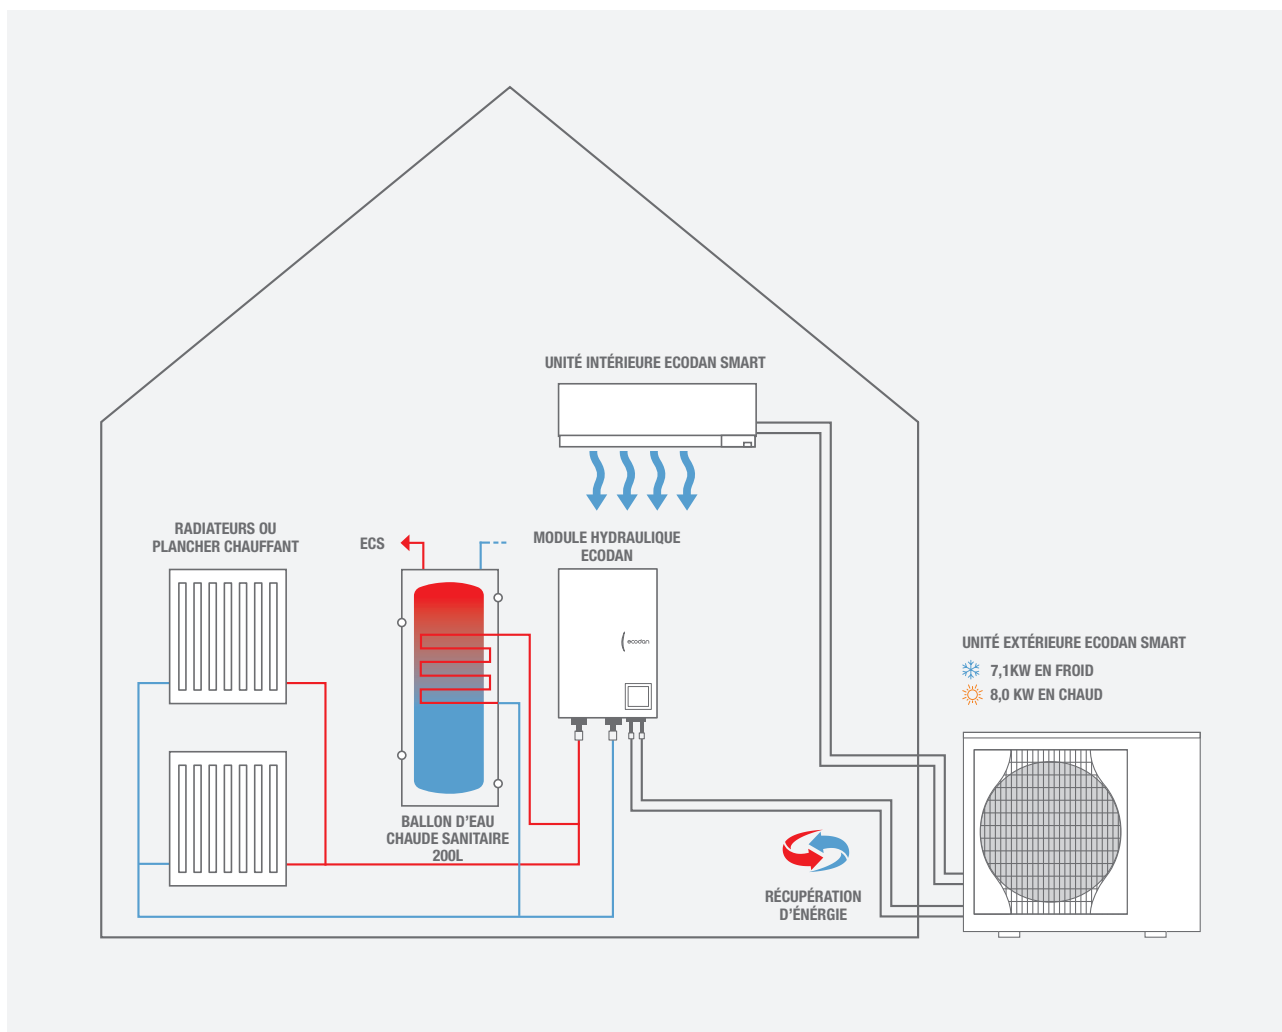 UNITÉ INTÉRIEURE ECODAN SMART
RADIATEURS OU
PLANCHER CHAUFFANT
ECS
MODULE HYDRAULIQUE
ECODAN
ecodan
UNITÉ EXTÉRIEURE ECODAN SMART
7,1KW EN FROID
8,0 KW EN CHAUD
BALLON D'EAU
CHAUDE SANITAIRE
200L
RÉCUPÉRATION
D'ÉNÉRGIE